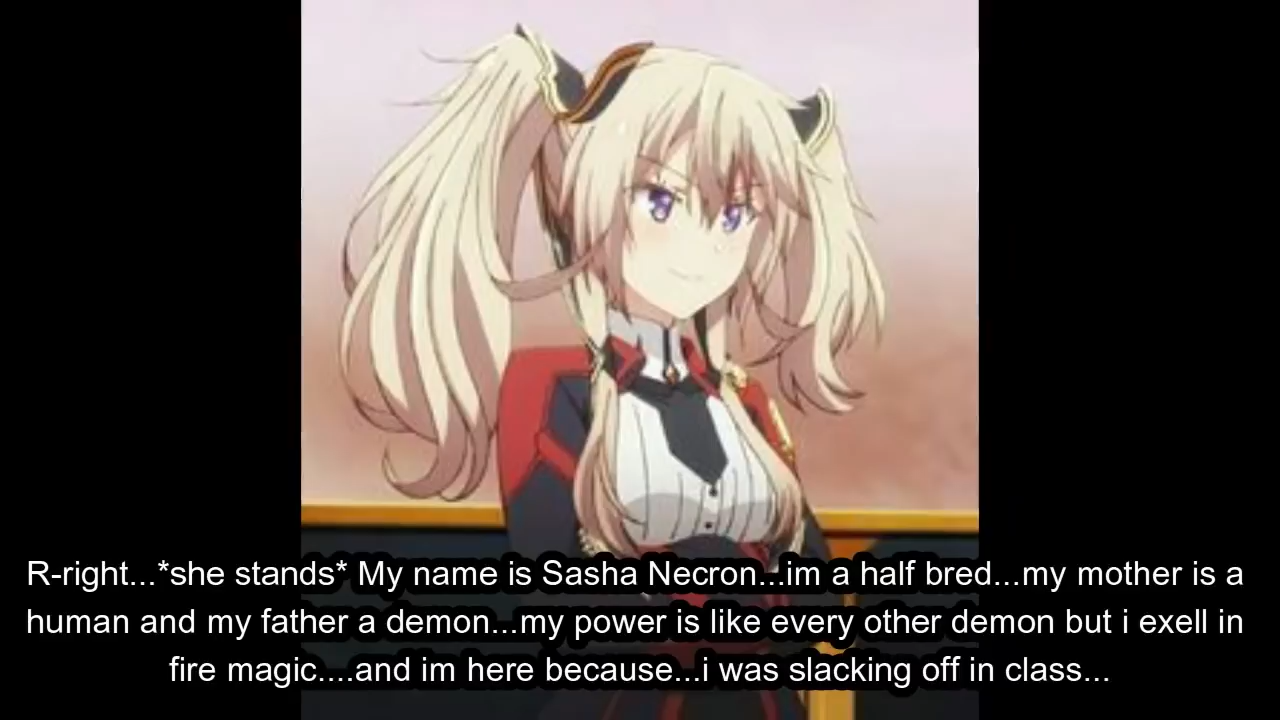 R-right...*she stands* My name is Sasha Necron...im a half bred...my mother is a
human and my father a demon...my power is like every other demon but i exell in
fire magic....and im here because...i was slacking off in class...